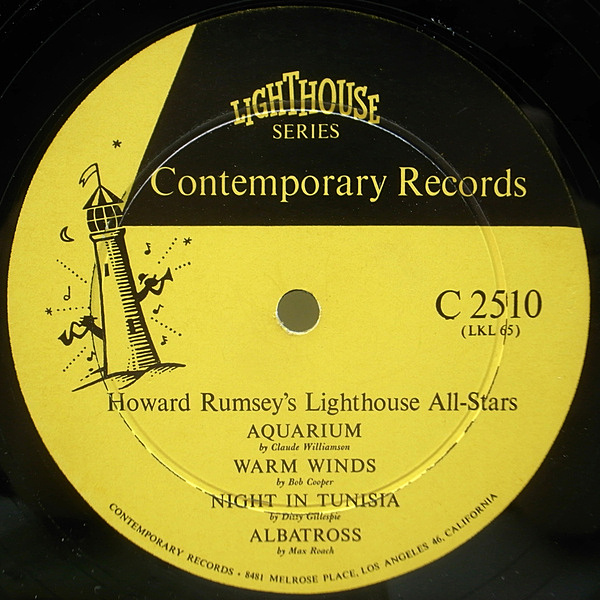 LIGHTHOUSE
SERIES
Contemporary Records
C 2510
(LKL 65)
Howard Rumsey's Lighthouse All-Stars
AQUARIUM
by Claude Williamson
WARM WINDS
by Bob Cooper
NIGHT IN TUNISIA
by Dizzy Gillespie
ALBATROSS
by Max Roach
CONTEMPORARY RECORDS • 8481 MELROSE PLACE, LOS ANGELES 46, CALIFORNIA